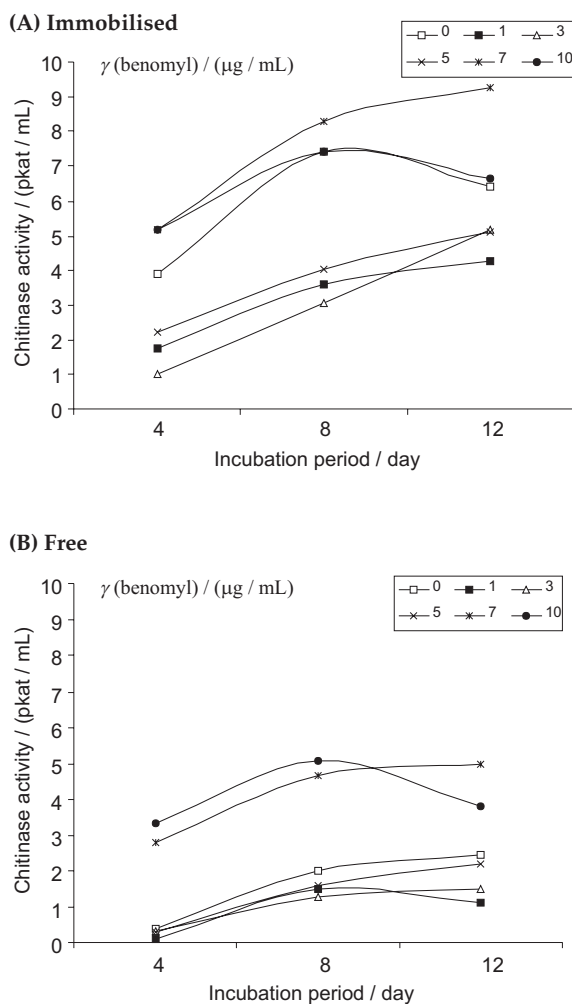 (A) Immobilised
γ (benomyl) / (µg / mL)
0 1 3
5 7 10
Chitinase activity / (pkat / mL)
10
9
8
7
6
5
4
3
2
1
0
4 8 12
Incubation period / day
(B) Free
γ (benomyl) / (µg / mL)
0 1 3
5 7 10
Chitinase activity / (pkat / mL)
10
9
8
7
6
5
4
3
2
1
0
4 8 12
Incubation period / day